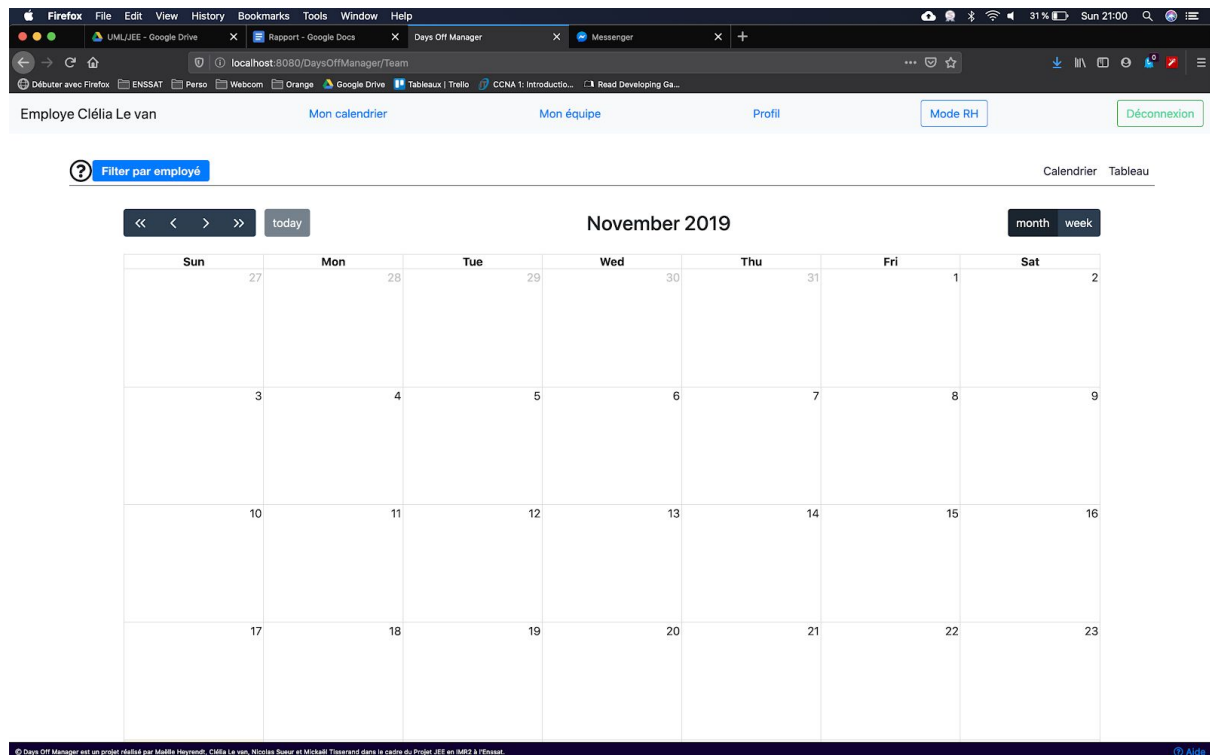 Firefox File Edit View History Bookmarks Tools Window Help 31 % Sun 21:00
UML/JEE - Google Drive Rapport - Google Docs Days Off Manager Messenger
localhost:8080/DaysOffManager/Team
Débuter avec Firefox ENSSAT Perso Webcom Orange Google Drive Tableaux | Trello CCNA 1: Introductio... Read Developing Ga...
Employe Clélia Le van Mon calendrier Mon équipe Profil Mode RH Déconnexion
Filter par employé Calendrier Tableau
today November 2019 month week
Sun Mon Tue Wed Thu Fri Sat
27 28 29 30 31 1 2
3 4 5 6 7 8 9
10 11 12 13 14 15 16
17 18 19 20 21 22 23
© Days Off Manager est un projet réalisé par Maëlle Heyrendt, Clélia Le van, Nicolas Sueur et Mickaël Tisserand dans le cadre du Projet JEE en IMR2 à l'Enssat. Aide